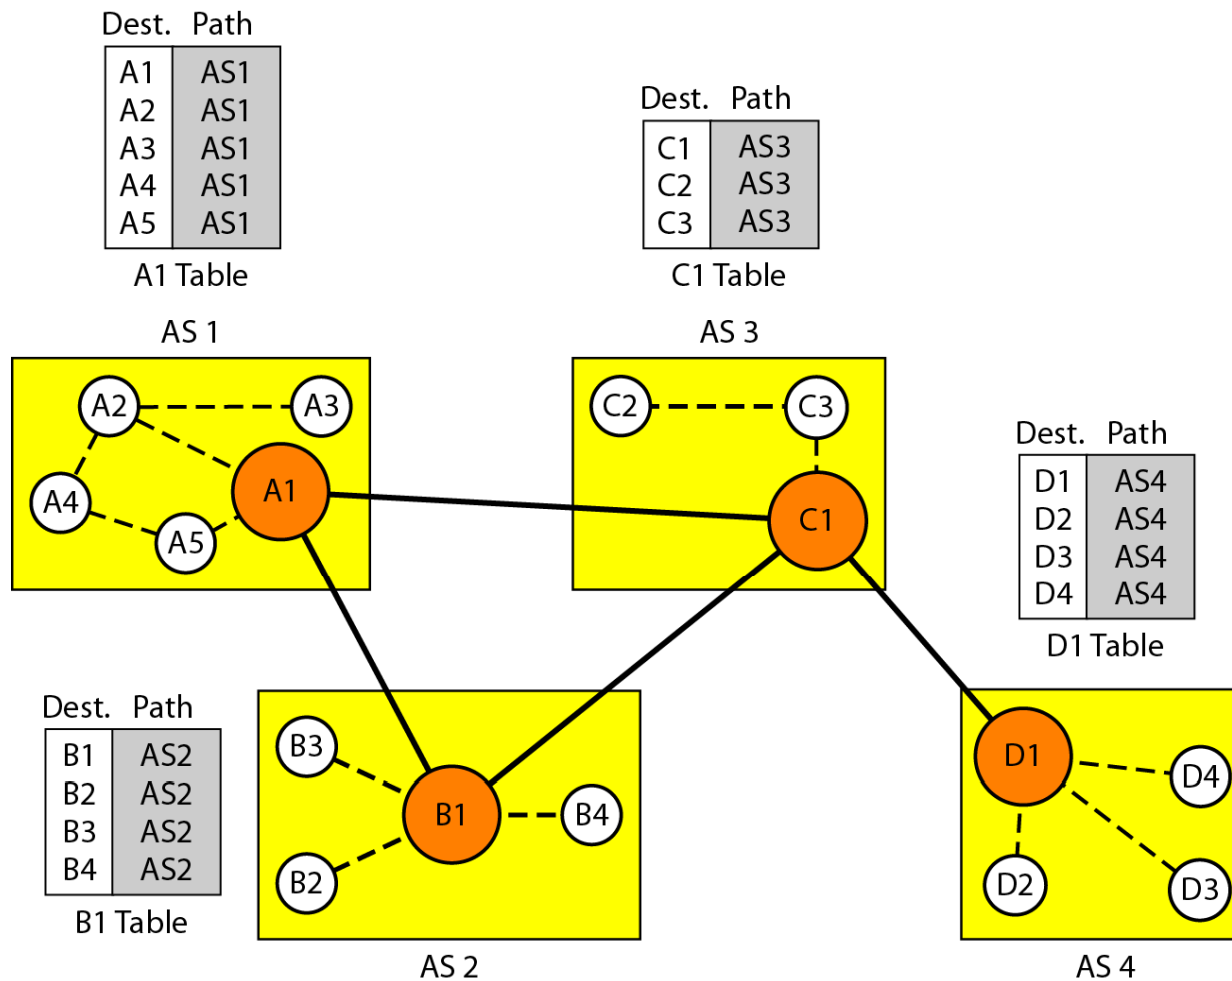 Dest. Path
A1 AS1
A2 AS1
A3 AS1
A4 AS1
A5 AS1
A1 Table
Dest. Path
C1 AS3
C2 AS3
C3 AS3
C1 Table
AS 1
AS 3
A2
A3
A4
A1
A5
C2
C3
C1
Dest. Path
D1 AS4
D2 AS4
D3 AS4
D4 AS4
D1 Table
Dest. Path
B1 AS2
B2 AS2
B3 AS2
B4 AS2
B1 Table
B3
B1
B4
B2
AS 2
D1
D4
D2
D3
AS 4